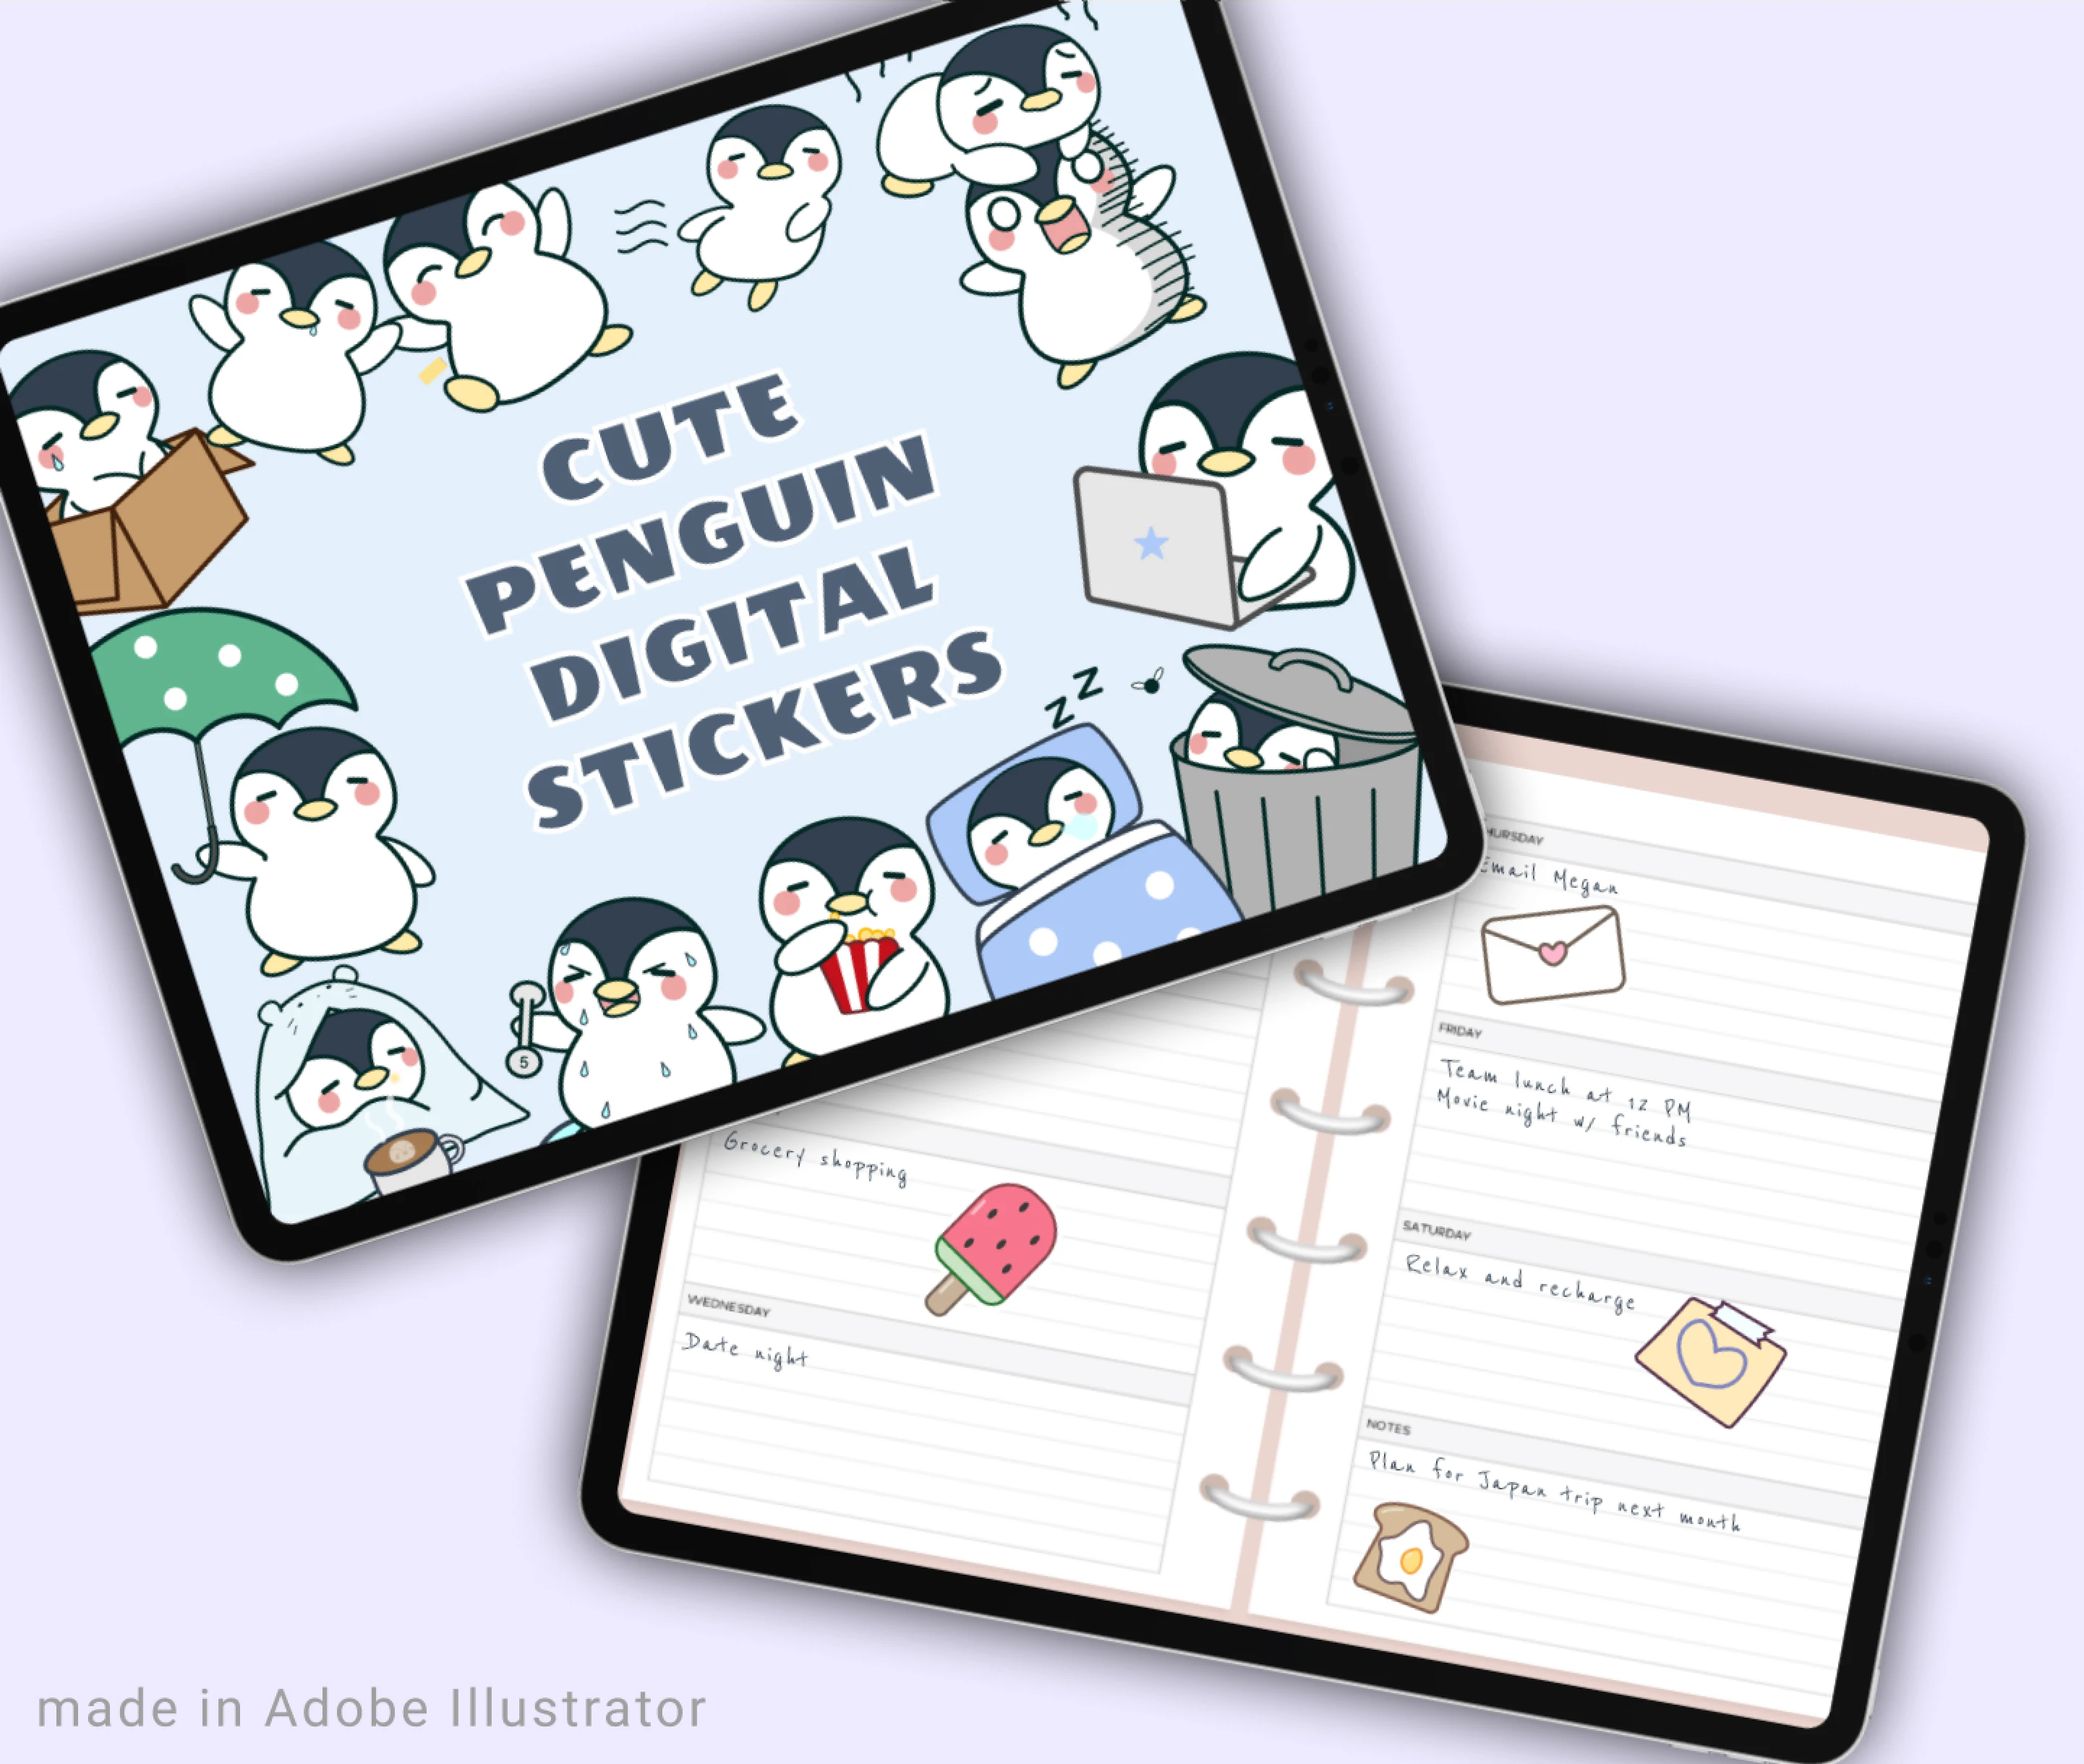 CUTE
PENGUIN
DIGITAL
STICKERS
Z Z
5
Grocery shopping
WEDNESDAY
Date night
HURSDAY
Email Megan
FRIDAY
Team lunch at 12 PM
Movie night w/ friends
SATURDAY
Relax and recharge
NOTES
Plan for Japan trip next month
made in Adobe Illustrator